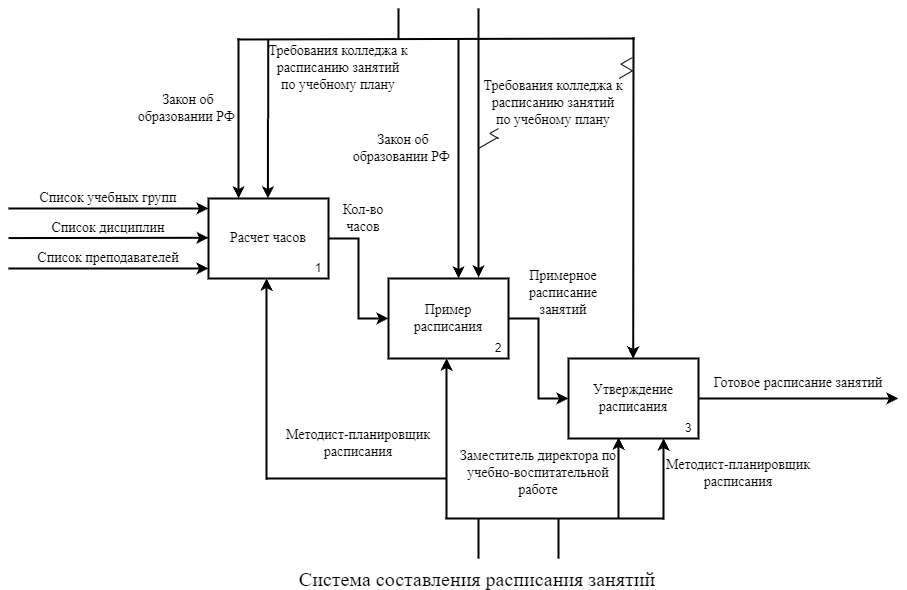 Требования колледжа к
расписанию занятий
по учебному плану
Закон об
образовании РФ
Требования колледжа к
расписанию занятий
по учебному плану
Закон об
образовании РФ
Список учебных групп
Список дисциплин
Список преподавателей
Расчет часов
1
Кол-во
часов
Пример
расписания
2
Примерное
расписание
занятий
Утверждение
расписания
3
Готовое расписание занятий
Методист-планировщик
расписания
Заместитель директора по
учебно-воспитательной
работе
Методист-планировщик
расписания
Система составления расписания занятий